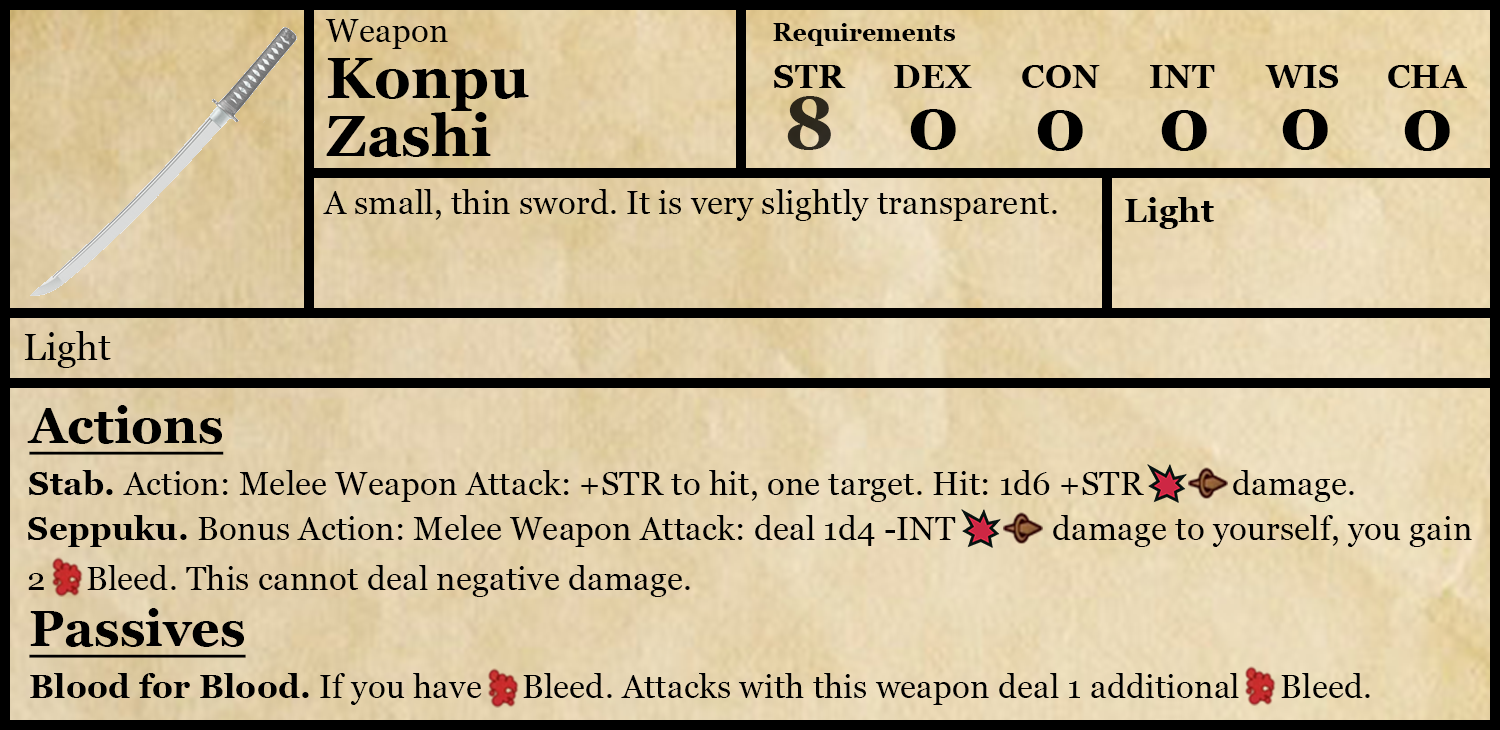 Weapon
Konpu
Zashi
Requirements
STR DEX CON INT WIS CHA
8 0 0 0 0 0
A small, thin sword. It is very slightly transparent.
Light
Light
Actions
Stab. Action: Melee Weapon Attack: +STR to hit, one target. Hit: 1d6 +STR damage.
Seppuku. Bonus Action: Melee Weapon Attack: deal 1d4 -INT damage to yourself, you gain
2 Bleed. This cannot deal negative damage.
Passives
Blood for Blood. If you have Bleed. Attacks with this weapon deal 1 additional Bleed.